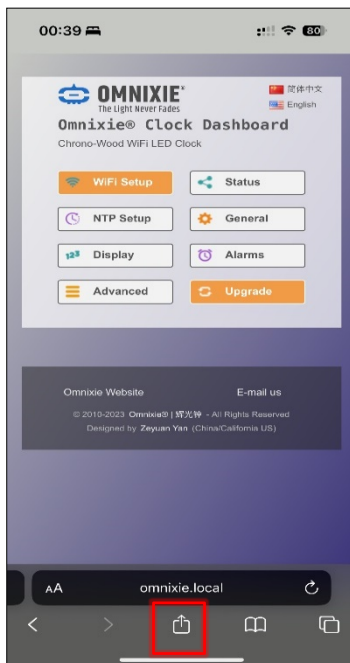 00:39
80
OMNIXIE®
The Light Never Fades
简体中文
English
Omnixie® Clock Dashboard
Chrono-Wood WiFi LED Clock
WiFi Setup
Status
NTP Setup
General
123 Display
Alarms
Advanced
Upgrade
Omnixie Website
E-mail us
© 2010-2023 Omnixie® | 辉光钟 - All Rights Reserved
Designed by Zeyuan Yan (China/California US)
AA omnixie.local